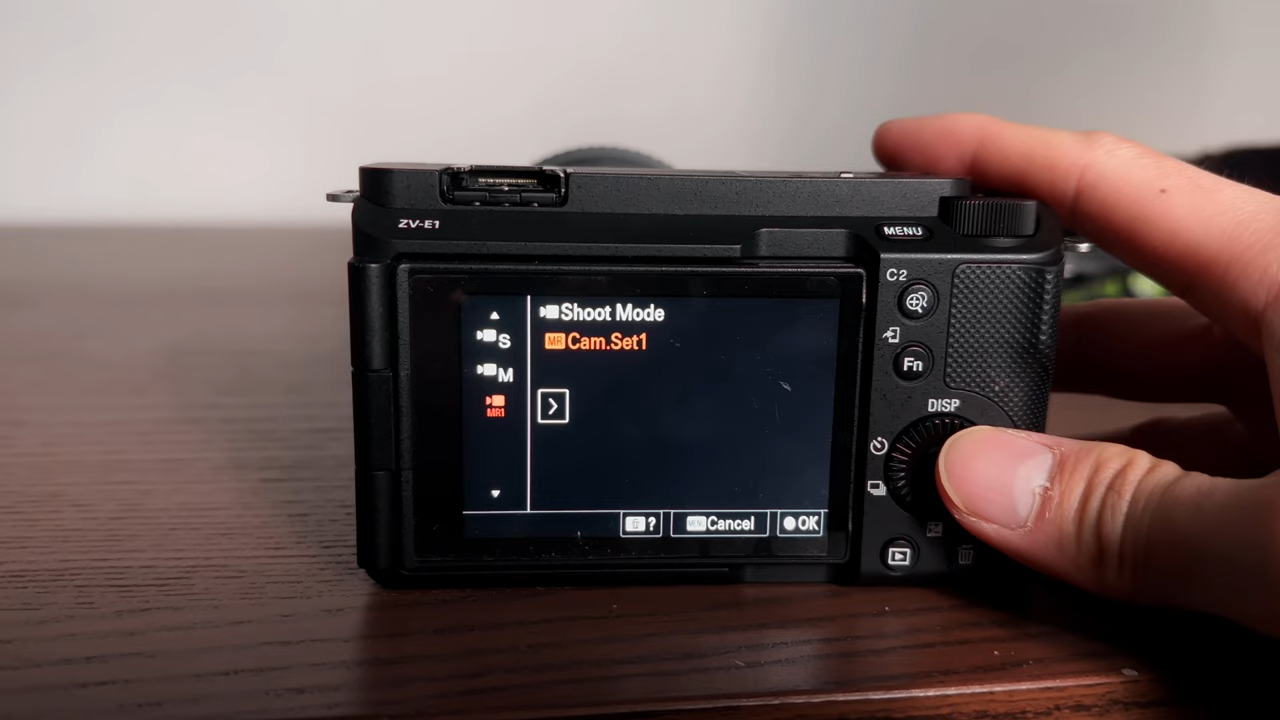 ZV-E1
MENU
C2
Fn
DISP
Shoot Mode
MR Cam.Set1
S
M
MR1
?
MENU Cancel
OK